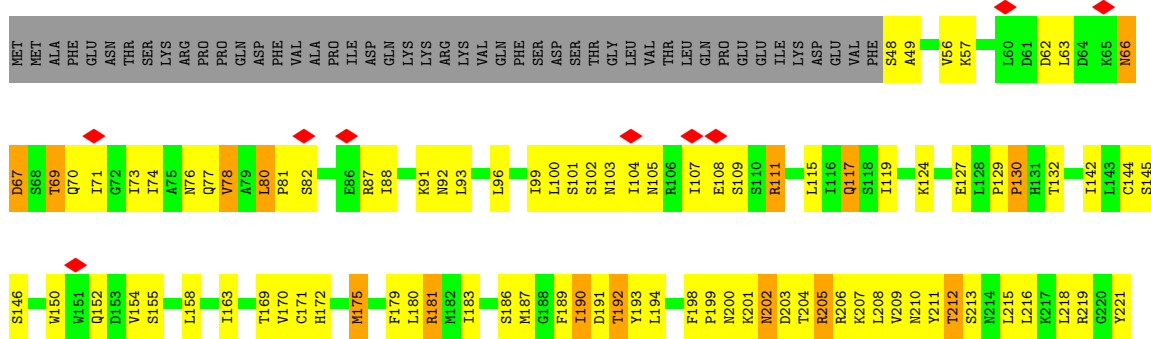 MET MET ALA PHE GLU ASN THR SER LYS ARG PRO PRO GLN ASP PHE VAL ALA PRO ILE ASP GLN LYS LYS ARG LYS VAL GLN PHE SER ASP SER THR GLY LEU VAL THR LEU GLN PRO GLU GLU ILE LYS ASP GLU VAL PHE S48 A49 V56 K57 L60 D61 D62 L63 D64 K65 N66
D67 S68 T69 Q70 I71 G72 I73 I74 A75 N76 Q77 V78 A79 L80 P81 S82 E86 R87 I88 K91 N92 L93 L96 I99 L100 S101 S102 N103 I104 N105 R106 I107 E108 S109 S110 R111 L115 I116 Q117 S118 I119 K124 E127 L128 P129 P130 H131 T132 I142 L143 C144 S145
S146 W150 W151 Q152 D153 V154 S155 L158 I163 T169 V170 C171 H172 M175 F179 L180 R181 M182 I183 S186 M187 G188 F189 I190 D191 T192 Y193 L194 F198 P199 N200 K201 N202 D203 T204 R205 R206 K207 L208 V209 N210 Y211 T212 S213 N214 L215 L216 K217 L218 R219 G220 Y221